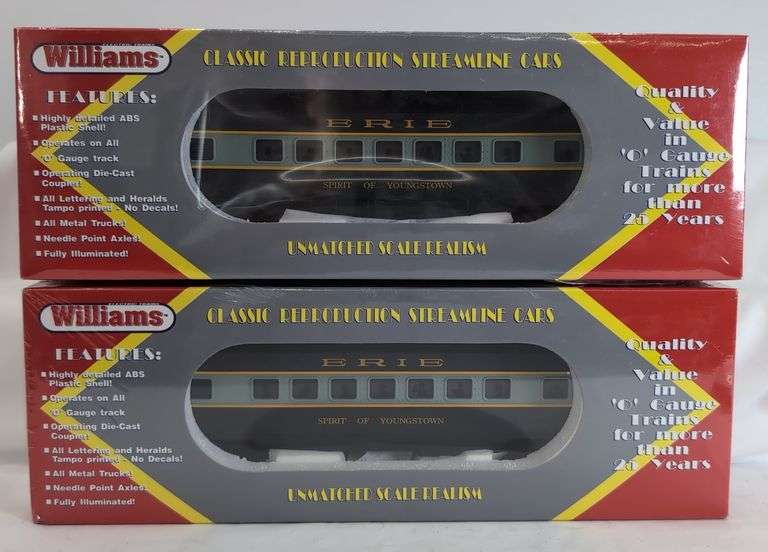 Williams
CLASSIC REPRODUCTION STREAMLINE CARS
FEATURES:
Highly detailed ABS
Plastic Shell!
Operates on All
'O' Gauge track
Operating Die-Cast
Coupler
All Lettering and Heralds
Tampo printed - No Decals!
All Metal Trucks!
Needle Point Axles!
Fully Illuminated!
ERIE
SPIRIT OF YOUNGSTOWN
UNMATCHED SCALE REALISM
Quality
&
Value
in
'O' Gauge
Trains
for more
than
25 Years
Williams
CLASSIC REPRODUCTION STREAMLINE CARS
FEATURES:
Highly detailed ABS
Plastic Shell!
Operates on All
'O' Gauge track
Operating Die-Cast
Coupler
All Lettering and Heralds
Tampo printed - No Decals!
All Metal Trucks!
Needle Point Axles!
Fully Illuminated!
ERIE
SPIRIT OF YOUNGSTOWN
UNMATCHED SCALE REALISM
Quality
&
Value
in
'O' Gauge
Trains
for more
than
25 Years